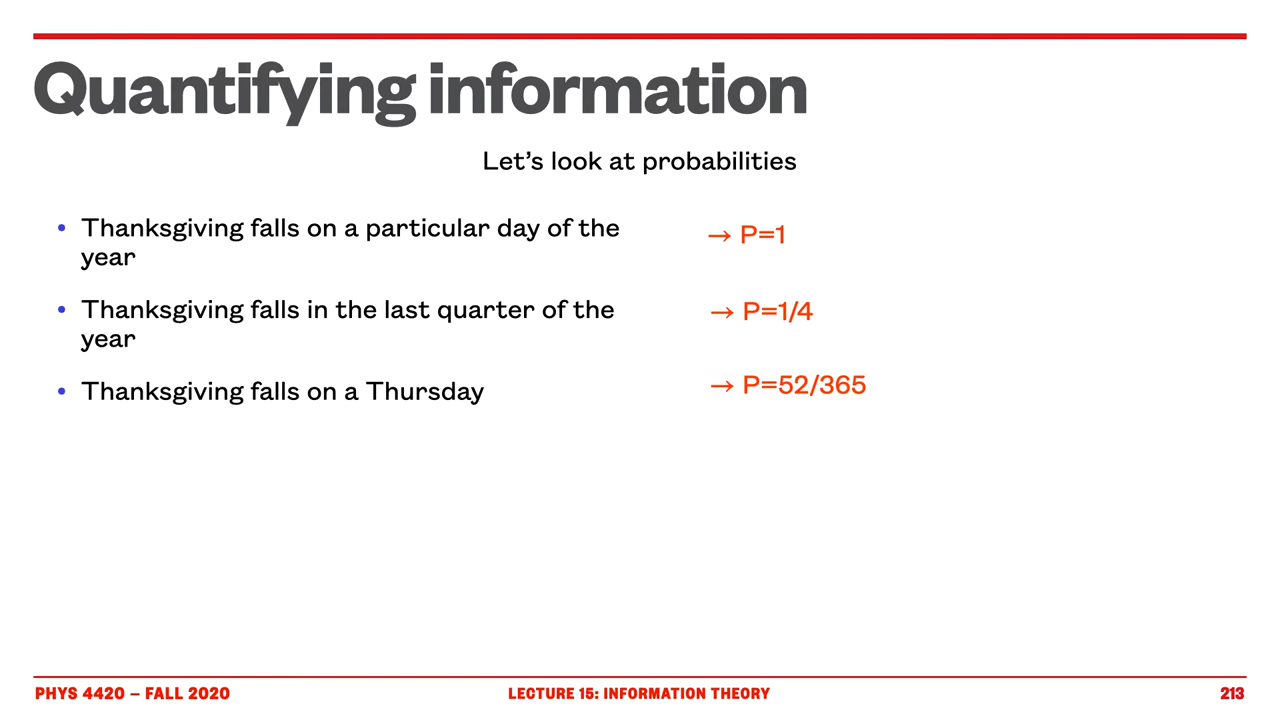 Quantifying information
Let’s look at probabilities
• Thanksgiving falls on a particular day of the
year
→ P=1
• Thanksgiving falls in the last quarter of the
year
→ P=1/4
• Thanksgiving falls on a Thursday
→ P=52/365
PHYS 4420 – FALL 2020
LECTURE 15: INFORMATION THEORY
213